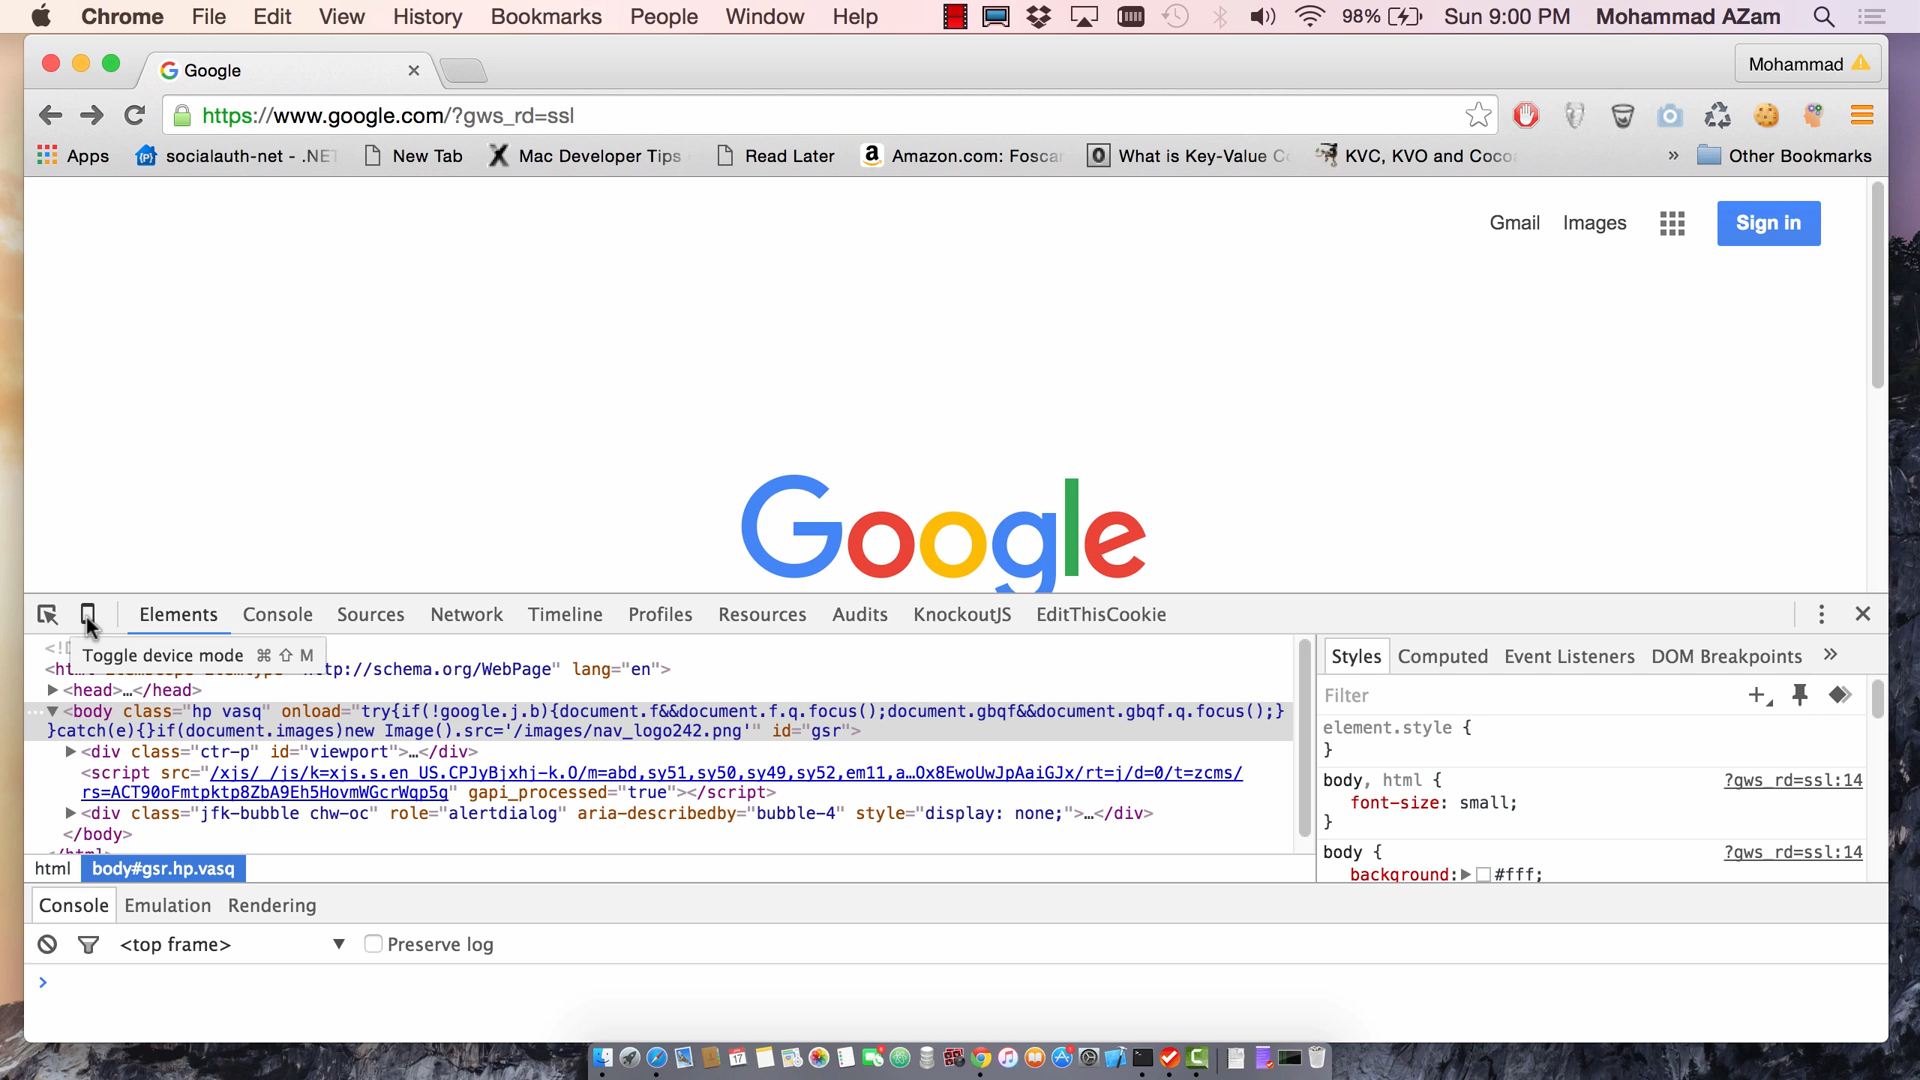 Chrome File Edit View History Bookmarks People Window Help 98% Sun 9:00 PM Mohammad AZam
Google Mohammad
https://www.google.com/?gws_rd=ssl
Apps socialauth-net - .NET New Tab Mac Developer Tips Read Later Amazon.com: Foscar What is Key-Value Co KVC, KVO and Coco » Other Bookmarks
Gmail Images Sign in
Google
Elements Console Sources Network Timeline Profiles Resources Audits KnockoutJS EditThisCookie
Toggle device mode ⌘ ⇧ M
ttp://schema.org/WebPage" lang="en">
▶<head>…</head>
… ▼<body class="hp vasq" onload="try{if(!google.j.b){document.f&&document.f.q.focus();document.gbqf&&document.gbqf.q.focus();}
}catch(e){}if(document.images)new Image().src='/images/nav_logo242.png'" id="gsr">
▶<div class="ctr-p" id="viewport">…</div>
<script src="/xjs/_/js/k=xjs.s.en_US.CPJyBjxhj-k.O/m=abd,sy51,sy50,sy49,sy52,em11,a…Ox8EwoUwJpAaiGJx/rt=j/d=0/t=zcms/
rs=ACT90oFmtpktp8ZbA9Eh5HovmWGcrWqp5g" gapi_processed="true"></script>
▶<div class="jfk-bubble chw-oc" role="alertdialog" aria-describedby="bubble-4" style="display: none;">…</div>
</body>
html body#gsr.hp.vasq
Styles Computed Event Listeners DOM Breakpoints »
Filter
element.style {
}
body, html { ?gws_rd=ssl:14
font-size: small;
}
body { ?gws_rd=ssl:14
background:▶ #fff;
Console Emulation Rendering
<top frame> ▼ Preserve log
>